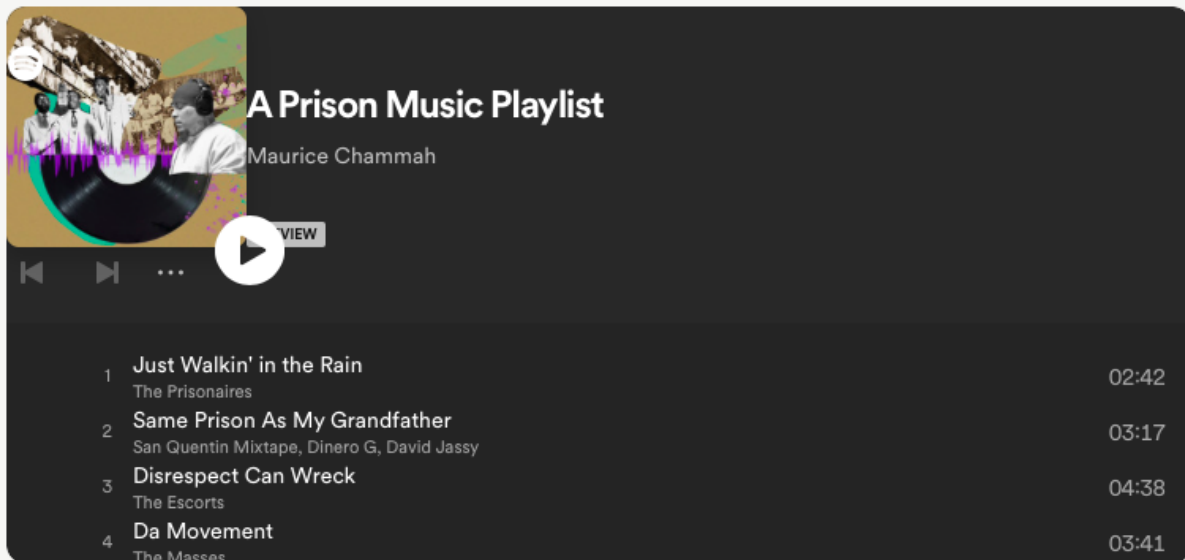 A Prison Music Playlist
Maurice Chammah
1
Just Walkin' in the Rain
02:42
The Prisonaires
2
Same Prison As My Grandfather
03:17
San Quentin Mixtape, Dinero G, David Jassy
3
Disrespect Can Wreck
04:38
The Escorts
4
Da Movement
03:41
The Masses